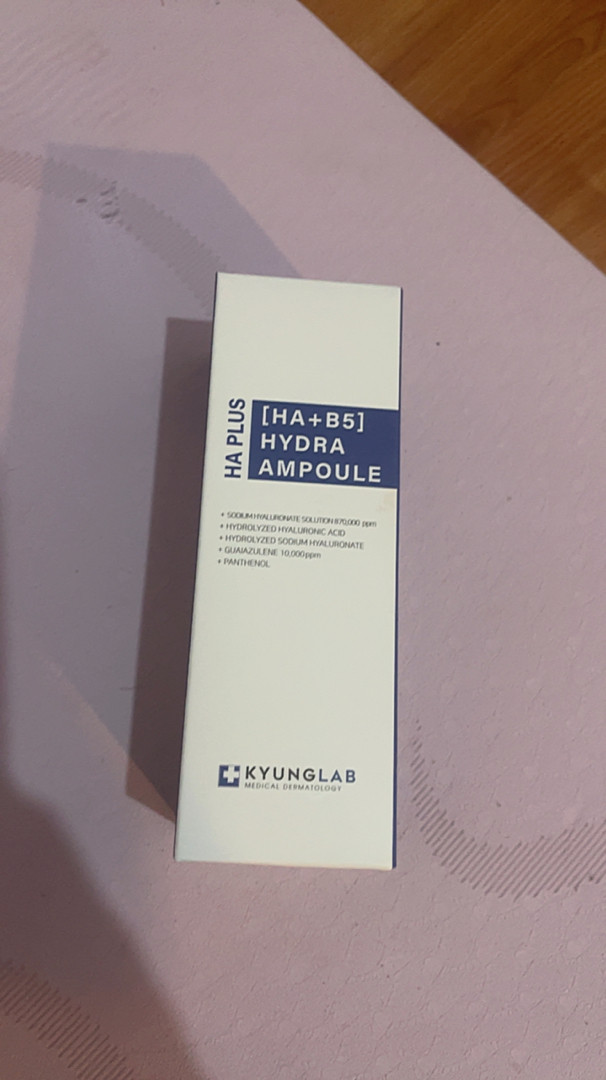 HA PLUS
[HA+B5]
HYDRA
AMPOULE
+ SODIUM HYALURONATE SOLUTION 870,000 ppm
+ HYDROLYZED HYALURONIC ACID
+ HYDROLYZED SODIUM HYALURONATE
+ GUAIAZULENE 10,000ppm
+ PANTHENOL
KYUNGLAB
MEDICAL DERMATOLOGY